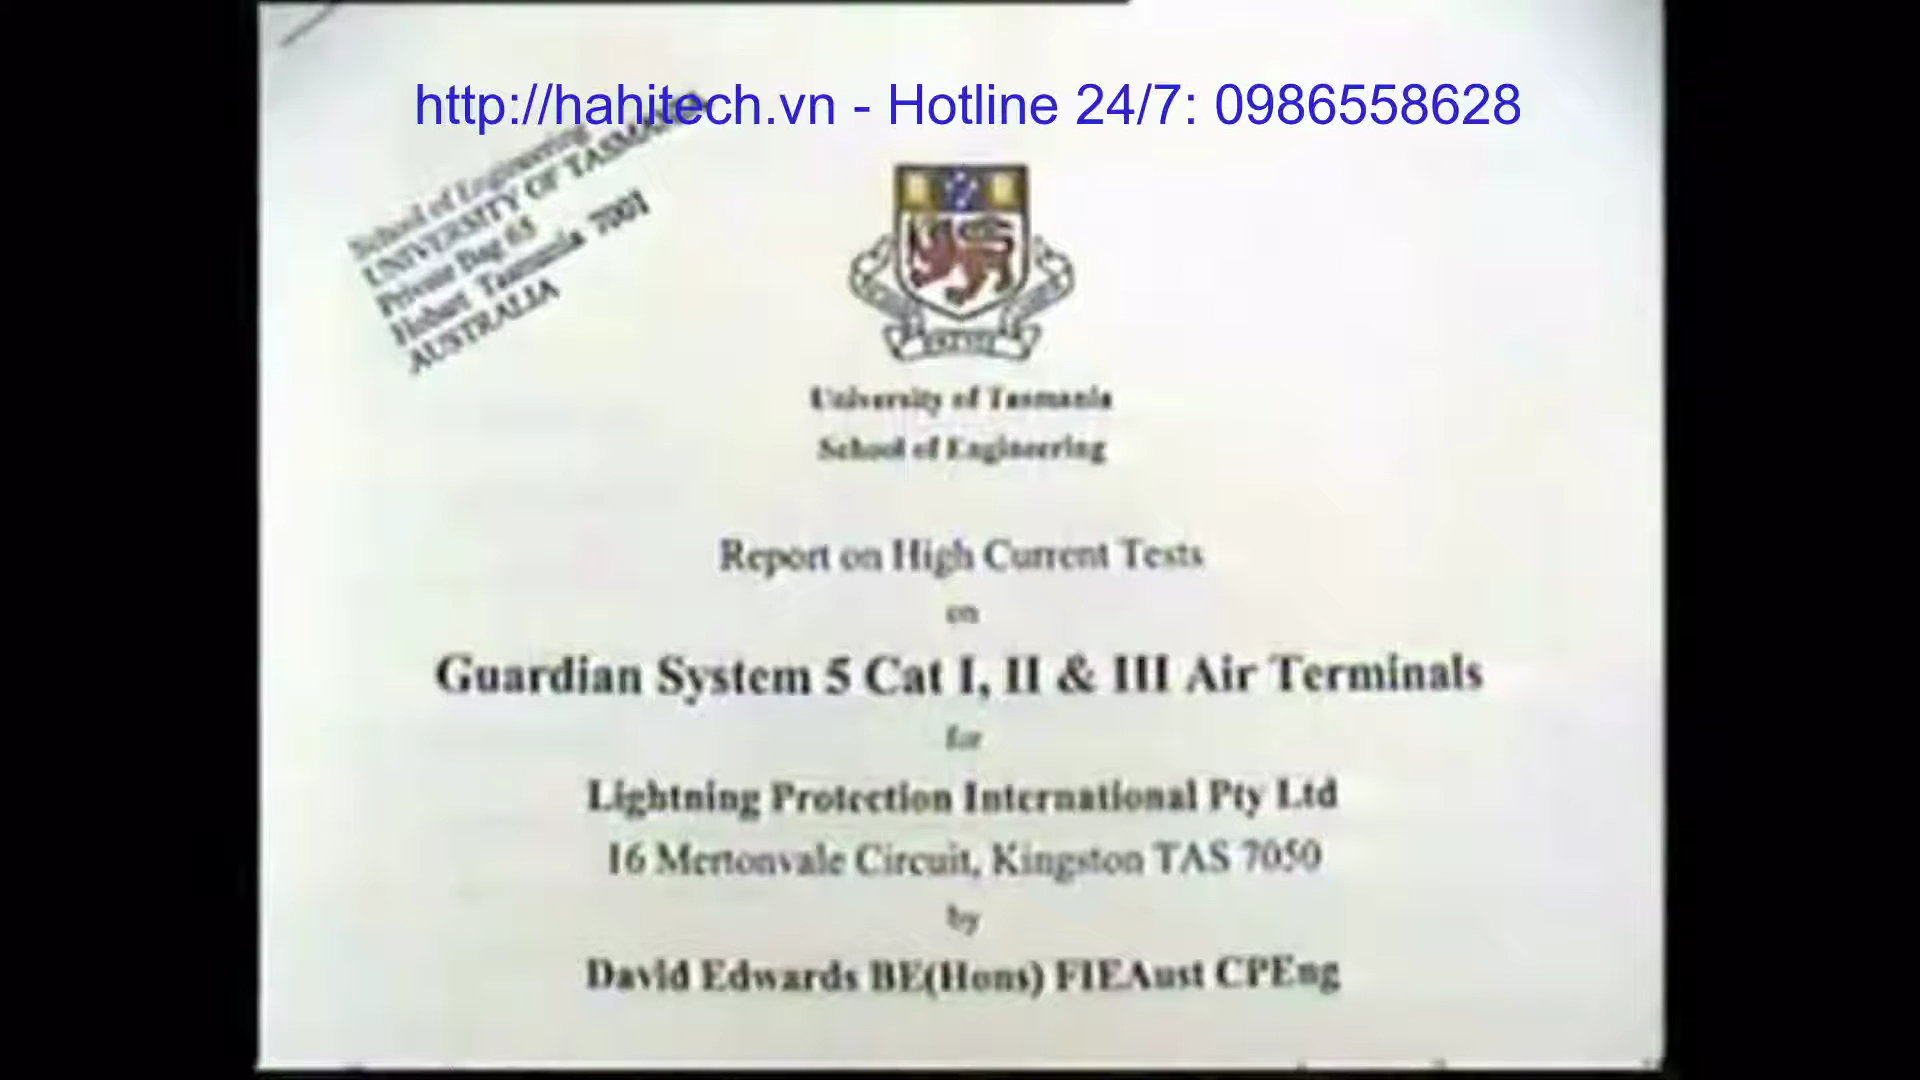 http://hahitech.vn - Hotline 24/7: 0986558628
School of Engineering
UNIVERSITY OF TASMANIA
Private Bag 65
Hobart Tasmania 7001
AUSTRALIA
University of Tasmania
School of Engineering
Report on High Current Tests
on
Guardian System 5 Cat I, II & III Air Terminals
for
Lightning Protection International Pty Ltd
16 Mertonvale Circuit, Kingston TAS 7050
by
David Edwards BE(Hons) FIEAust CPEng